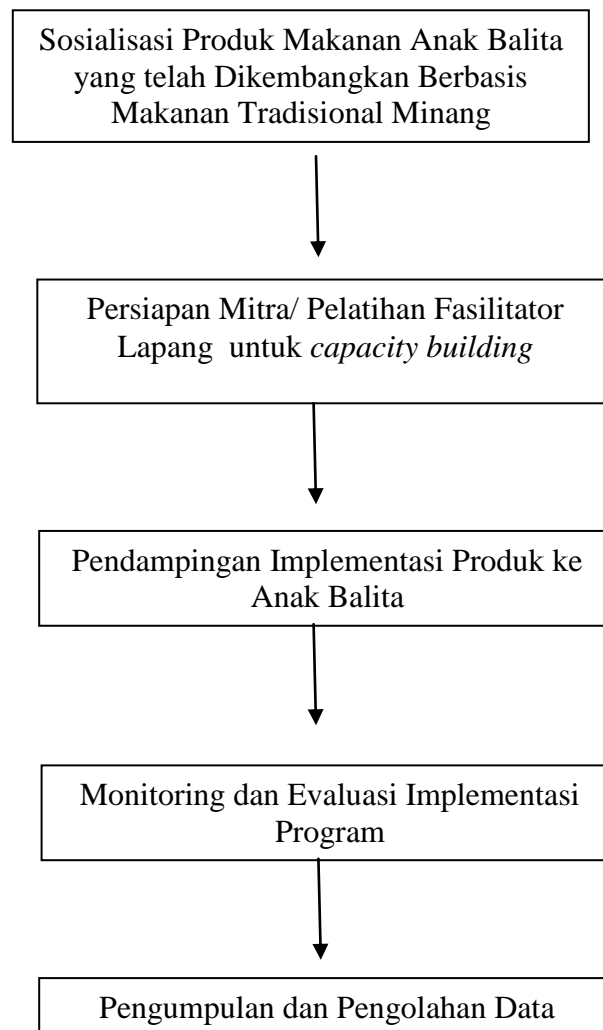 Sosialisasi Produk Makanan Anak Balita
yang telah Dikembangkan Berbasis
Makanan Tradisional Minang
Persiapan Mitra/ Pelatihan Fasilitator
Lapang untuk capacity building
Pendampingan Implementasi Produk ke
Anak Balita
Monitoring dan Evaluasi Implementasi
Program
Pengumpulan dan Pengolahan Data